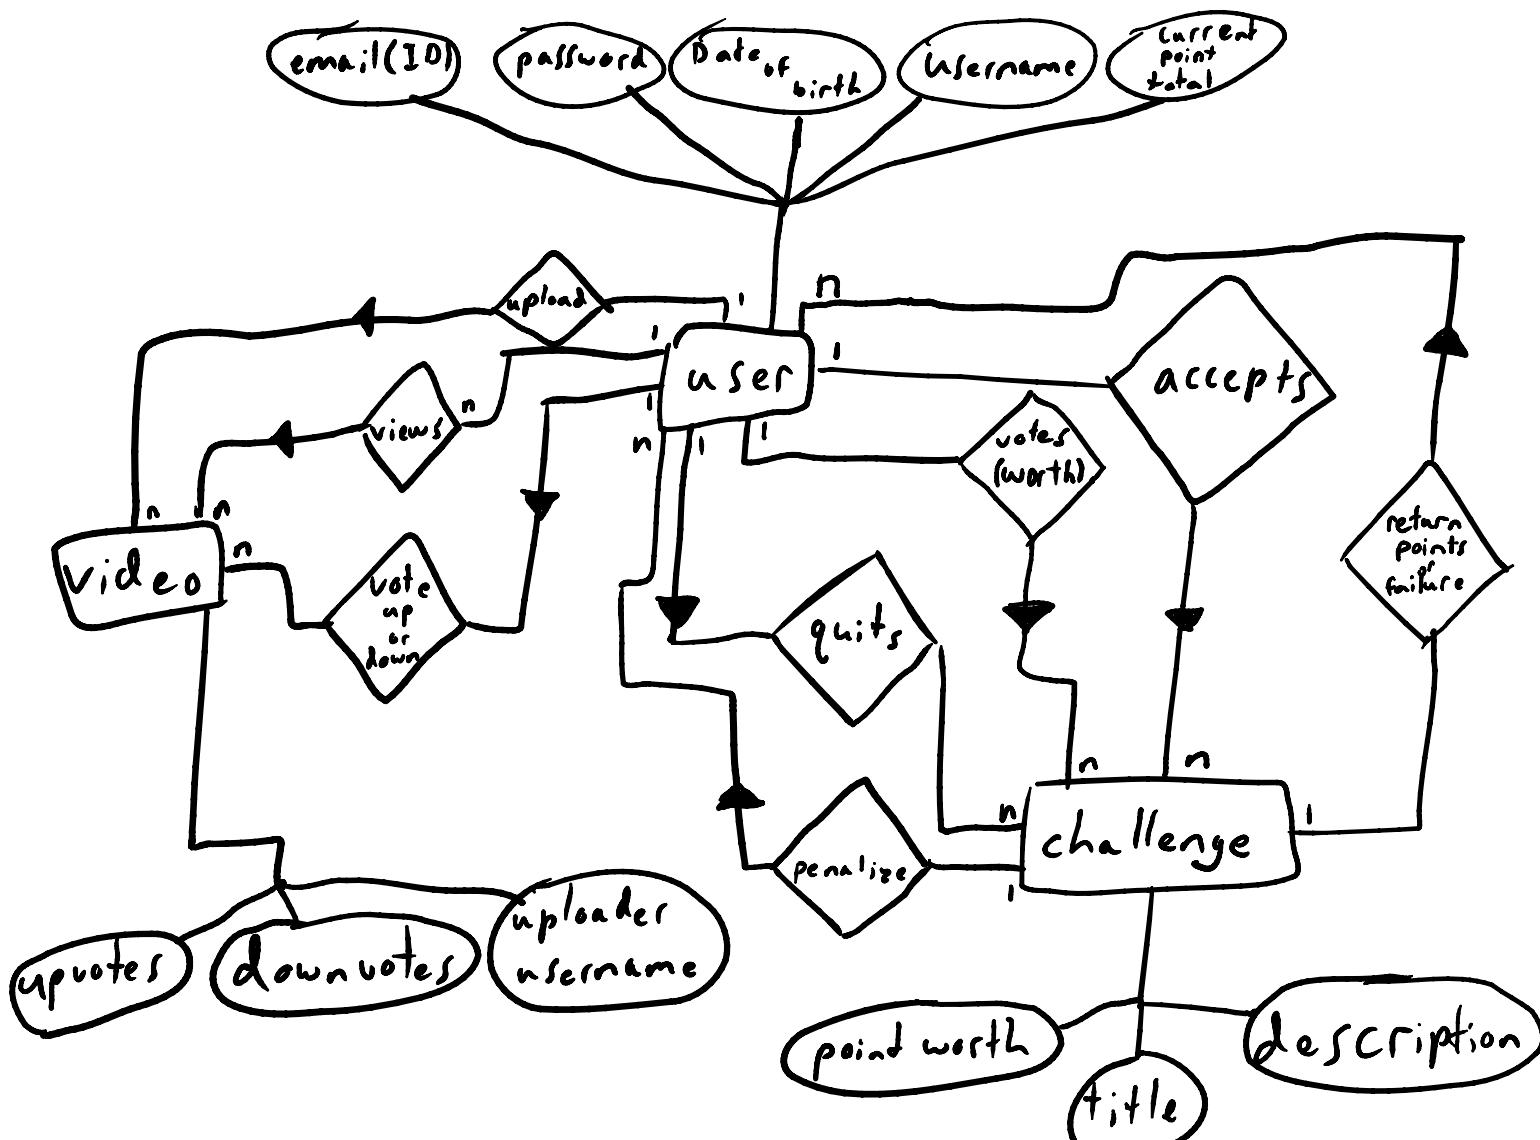 email(ID)
password
Date
of
birth
username
current
point
total
upload
1
1
n
user
1
accepts
views
n
1
n
1
1
votes
(worth)
n
n
n
video
vote
up
or
down
return
points
or
failure
quits
n
n
n
challenge
1
penalize
1
upvotes
downvotes
uploader
username
point worth
title
description